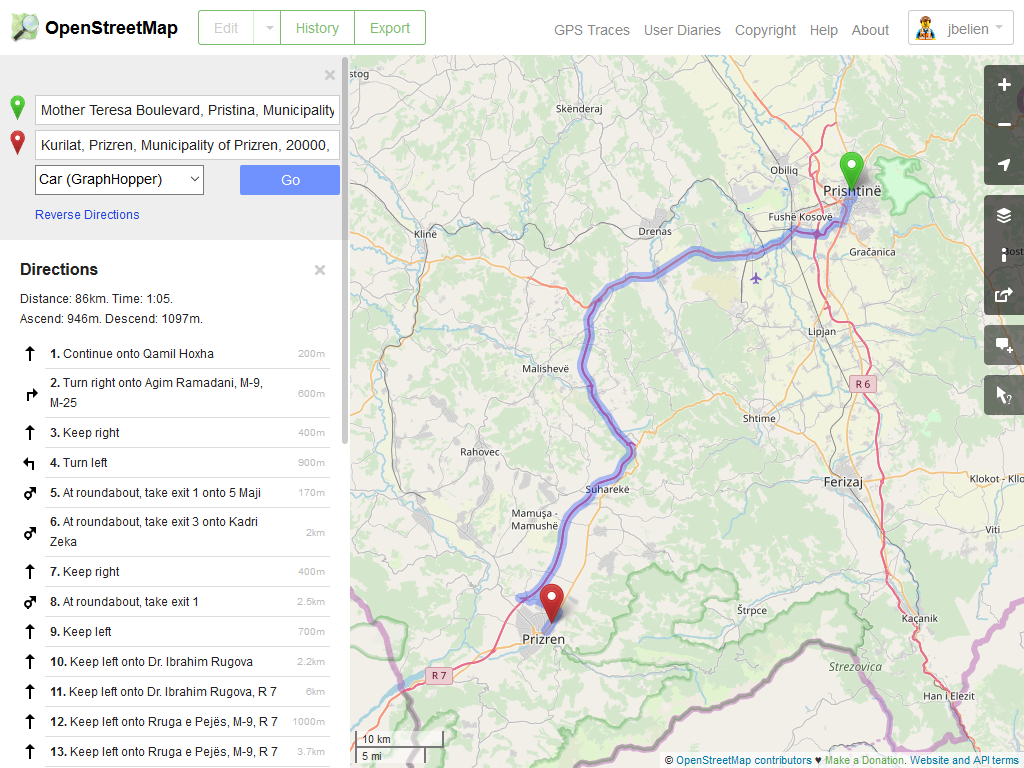 OpenStreetMap
Edit
History
Export
GPS Traces
User Diaries
Copyright
Help
About
jbelien
Mother Teresa Boulevard, Pristina, Municipality
Kurilat, Prizren, Municipality of Prizren, 20000,
Car (GraphHopper)
Go
Reverse Directions
Directions
Distance: 86km. Time: 1:05.
Ascend: 946m. Descend: 1097m.
1. Continue onto Qamil Hoxha 200m
2. Turn right onto Agim Ramadani, M-9,
M-25 600m
3. Keep right 400m
4. Turn left 900m
5. At roundabout, take exit 1 onto 5 Maji 170m
6. At roundabout, take exit 3 onto Kadri
Zeka 2km
7. Keep right 400m
8. At roundabout, take exit 1 2.5km
9. Keep left 700m
10. Keep left onto Dr. Ibrahim Rugova 2.2km
11. Keep left onto Dr. Ibrahim Rugova, R 7 6km
12. Keep left onto Rruga e Pejës, M-9, R 7 1000m
13. Keep left onto Rruga e Pejës, M-9, R 7 3.7km
stog
Skënderaj
Obiliq
Prishtinë
Fushë Kosovë
Klinë
Drenas
Graçanica
Bost
Lipjan
Malishevë
R 6
Shtime
Rahovec
Ferizaj
Klokot - Kllo
Suharekë
Mamuşa -
Mamushë
Viti
Štrpce
Kaçanik
Prizren
Strezovica
R 7
Han i Elezit
10 km
5 mi
© OpenStreetMap contributors ♥ Make a Donation. Website and API terms